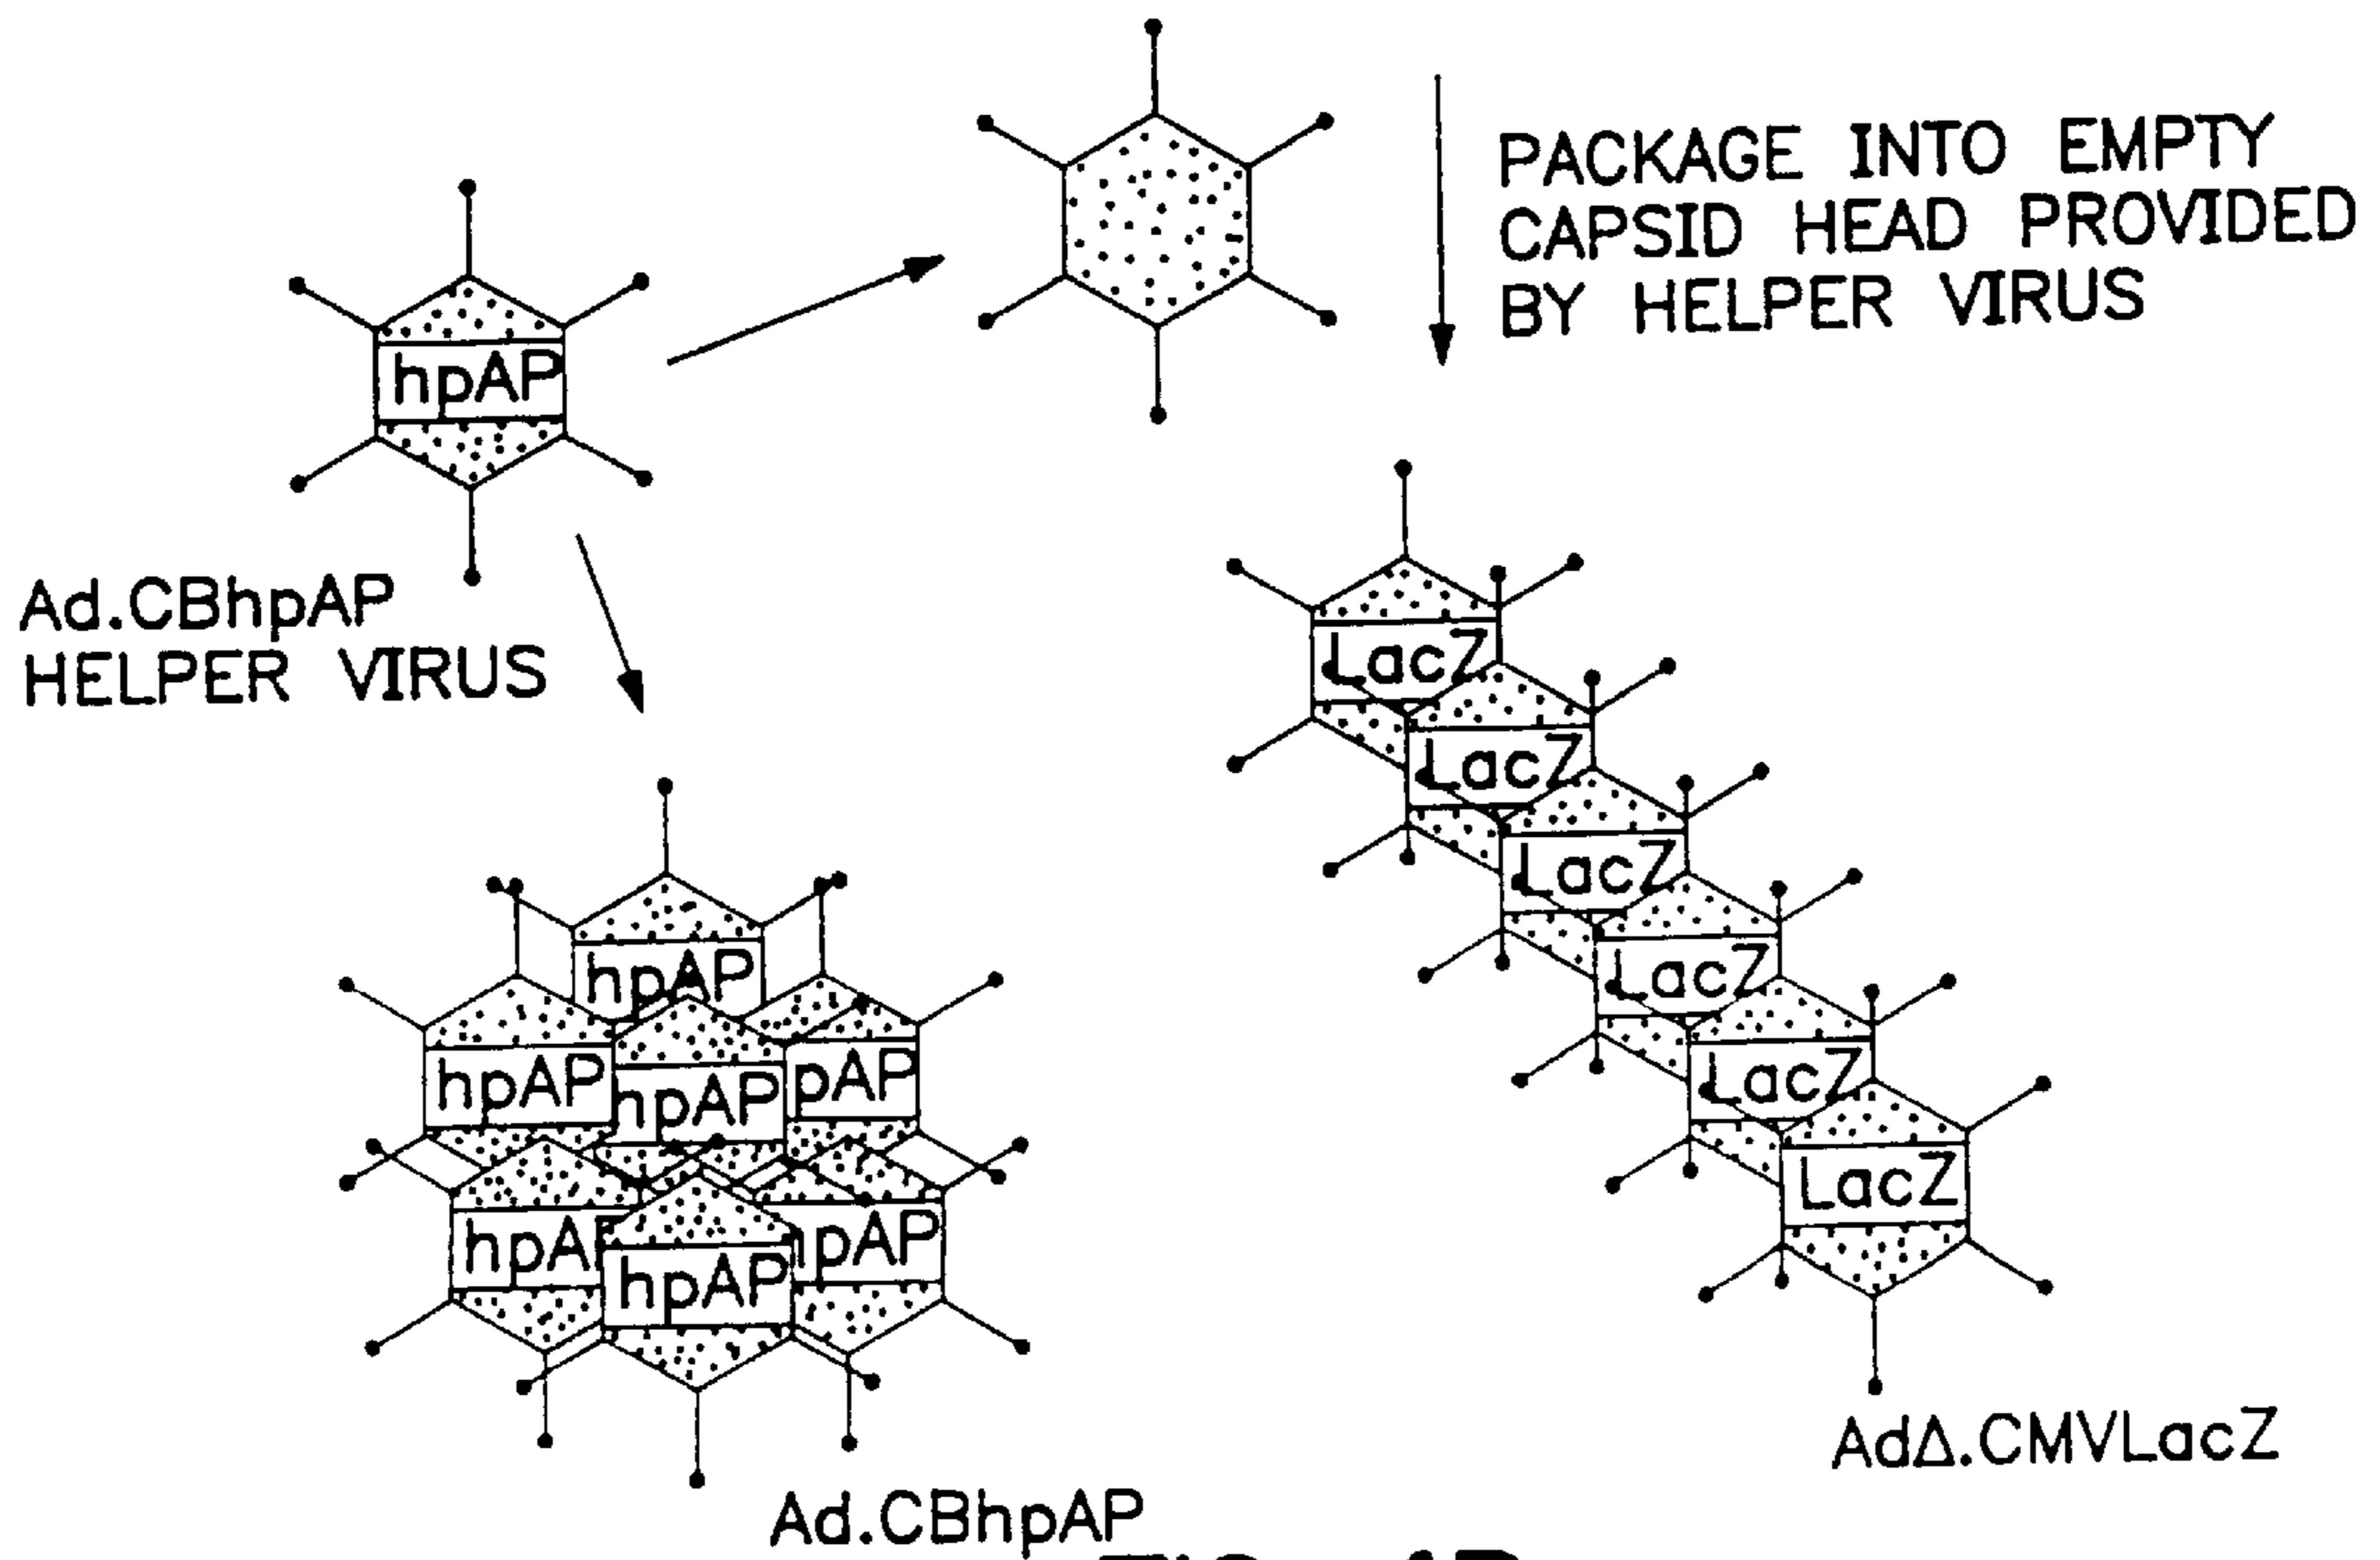 PACKAGE INTO EMPTY
CAPSID HEAD PROVIDED
BY HELPER VIRUS
hpAP
Ad.CBhpAP
HELPER VIRUS
LacZ
LacZ
LacZ
LacZ
LacZ
LacZ
AdΔ.CMVLacZ
hpAP
hpAP
hpAP
pAP
hpAP
pAP
hpAP
Ad.CBhpAP